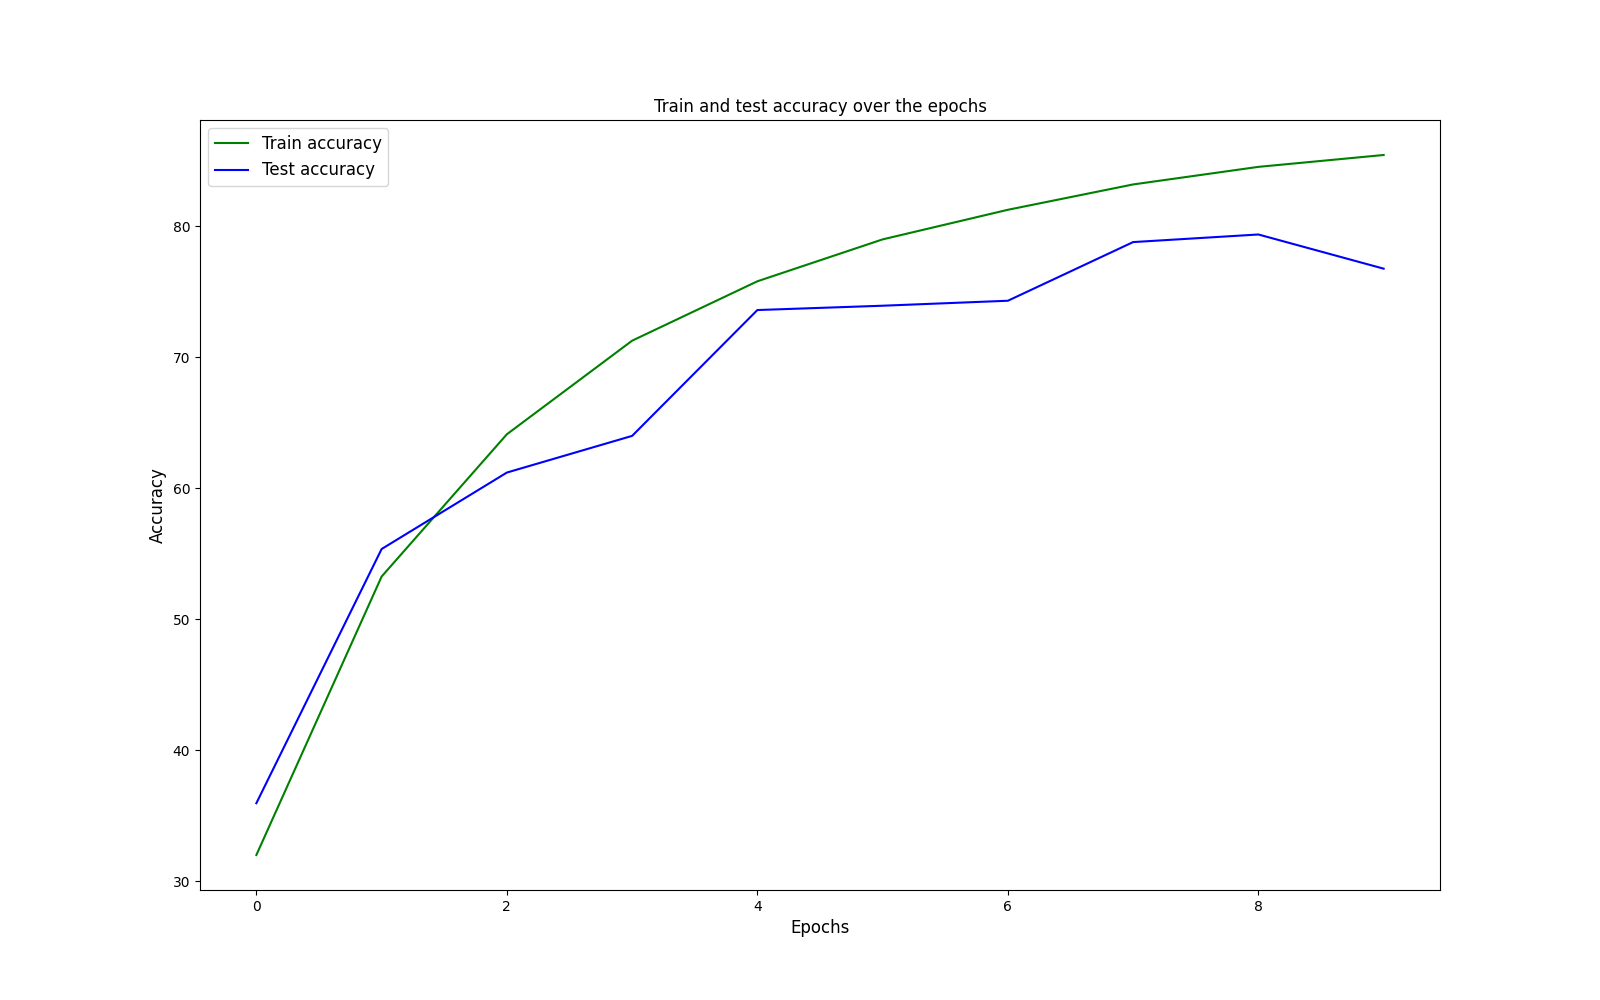 Train and test accuracy over the epochs
Train accuracy
Test accuracy
80
70
60
50
40
30
Accuracy
0 2 4 6 8
Epochs